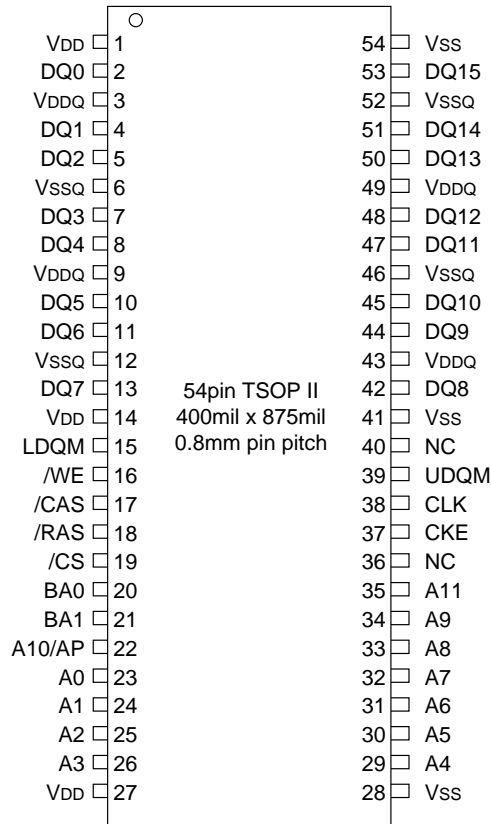 VDD 1 54 VSS
DQ0 2 53 DQ15
VDDQ 3 52 VSSQ
DQ1 4 51 DQ14
DQ2 5 50 DQ13
VSSQ 6 49 VDDQ
DQ3 7 48 DQ12
DQ4 8 47 DQ11
VDDQ 9 46 VSSQ
DQ5 10 45 DQ10
DQ6 11 44 DQ9
VSSQ 12 43 VDDQ
DQ7 13 54pin TSOP II 42 DQ8
VDD 14 400mil x 875mil 41 VSS
LDQM 15 0.8mm pin pitch 40 NC
/WE 16 39 UDQM
/CAS 17 38 CLK
/RAS 18 37 CKE
/CS 19 36 NC
BA0 20 35 A11
BA1 21 34 A9
A10/AP 22 33 A8
A0 23 32 A7
A1 24 31 A6
A2 25 30 A5
A3 26 29 A4
VDD 27 28 VSS